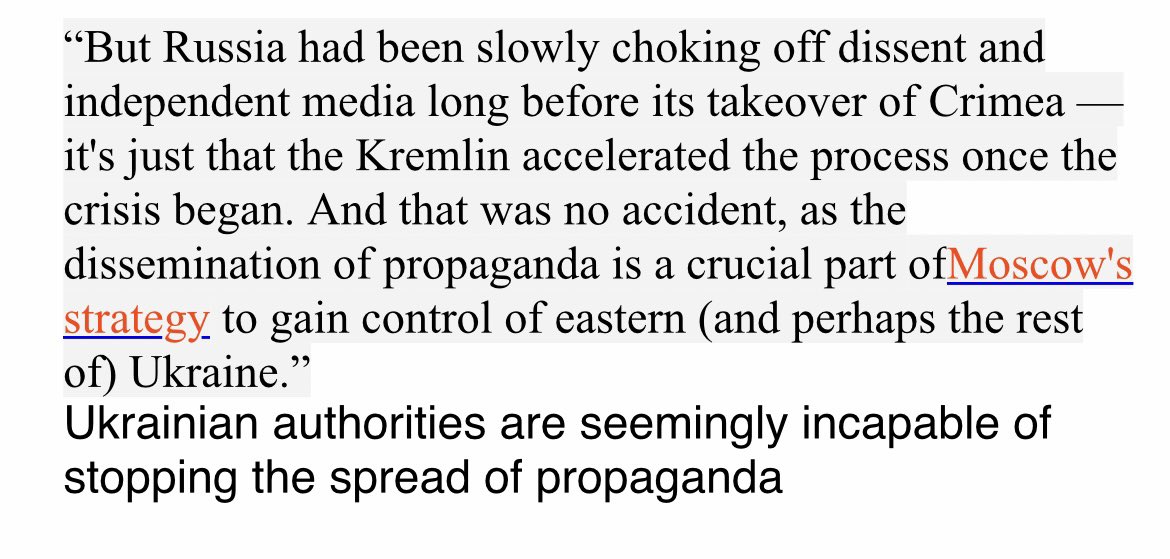 “But Russia had been slowly choking off dissent and
independent media long before its takeover of Crimea —
it's just that the Kremlin accelerated the process once the
crisis began. And that was no accident, as the
dissemination of propaganda is a crucial part ofMoscow's
strategy to gain control of eastern (and perhaps the rest
of) Ukraine.”
Ukrainian authorities are seemingly incapable of
stopping the spread of propaganda